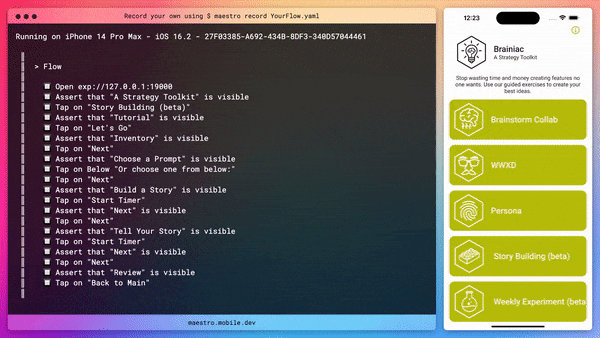 Record your own using $ maestro record YourFlow.yaml
Running on iPhone 14 Pro Max - iOS 16.2 - 27F03385-A692-434B-8DF3-340D57044461
> Flow
Open exp://127.0.0.1:19000
Assert that "A Strategy Toolkit" is visible
Tap on "Story Building (beta)"
Assert that "Tutorial" is visible
Tap on "Let's Go"
Assert that "Inventory" is visible
Tap on "Next"
Assert that "Choose a Prompt" is visible
Tap on Below "Or choose one from below:"
Tap on "Next"
Assert that "Build a Story" is visible
Tap on "Start Timer"
Assert that "Next" is visible
Tap on "Next"
Assert that "Tell Your Story" is visible
Tap on "Start Timer"
Assert that "Next" is visible
Tap on "Next"
Assert that "Review" is visible
Tap on "Back to Main"
maestro.mobile.dev
12:23
Brainiac
A Strategy Toolkit
Stop wasting time and money creating features no
one wants. Use our guided exercises to create your
best ideas.
Brainstorm Collab
WWXD
Persona
Story Building (beta)
Weekly Experiment (beta